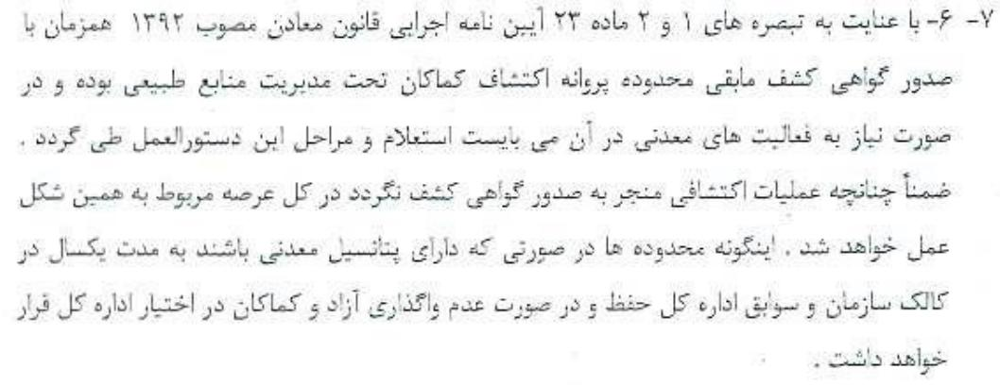 ۷- ۶- با عنایت به تبصره های ۱ و ۲ ماده ۲۳ آیین نامه اجرایی قانون معادن مصوب ۱۳۹۲ همزمان با
صدور گواهی کشف مابقی محدوده پروانه اکتشاف کماکان تحت مدیریت منابع طبیعی بوده و در
صورت نیاز به فعالیت های معدنی در آن می بایست استعلام و مراحل این دستورالعمل طی گردد .
ضمناً چنانچه عملیات اکتشافی منجر به صدور گواهی کشف نگردد در کل عرصه مربوط به همین شکل
عمل خواهد شد . اینگونه محدوده ها در صورتی که دارای پتانسیل معدنی باشند به مدت یکسال در
کالک سازمان و سوابق اداره کل حفظ و در صورت عدم واگذاری آزاد و کماکان در اختیار اداره کل قرار
خواهد داشت .